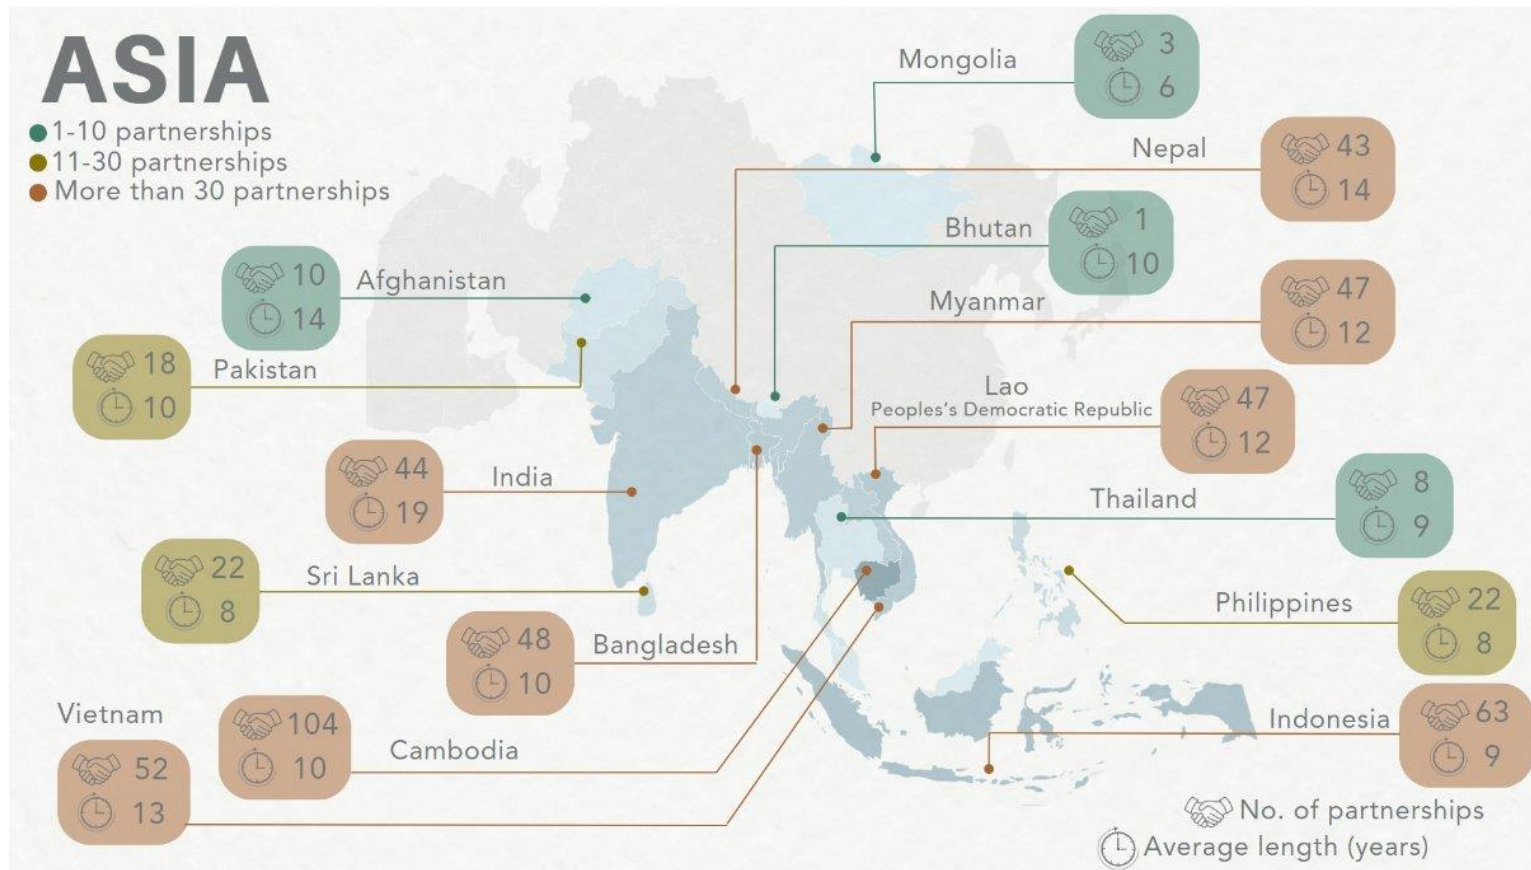 ASIA
1-10 partnerships
11-30 partnerships
More than 30 partnerships
Mongolia
3
6
Nepal
43
14
Bhutan
1
10
Afghanistan
10
14
Myanmar
47
12
Pakistan
18
10
Lao
Peoples's Democratic Republic
47
12
India
44
19
Thailand
8
9
Sri Lanka
22
8
Philippines
22
8
Bangladesh
48
10
Vietnam
52
13
Cambodia
104
10
Indonesia
63
9
No. of partnerships
Average length (years)